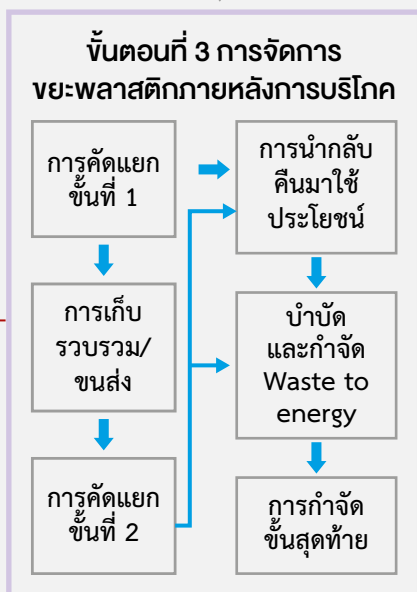 ขั้นตอนที่ 3 การจัดการ
ขยะพลาสติกภายหลังการบริโภค
การคัดแยก
ขั้นที่ 1
การเก็บ
รวบรวม/
ขนส่ง
การคัดแยก
ขั้นที่ 2
การนำกลับ
คืนมาใช้
ประโยชน์
บำบัด
และกำจัด
Waste to
energy
การกำจัด
ขั้นสุดท้าย